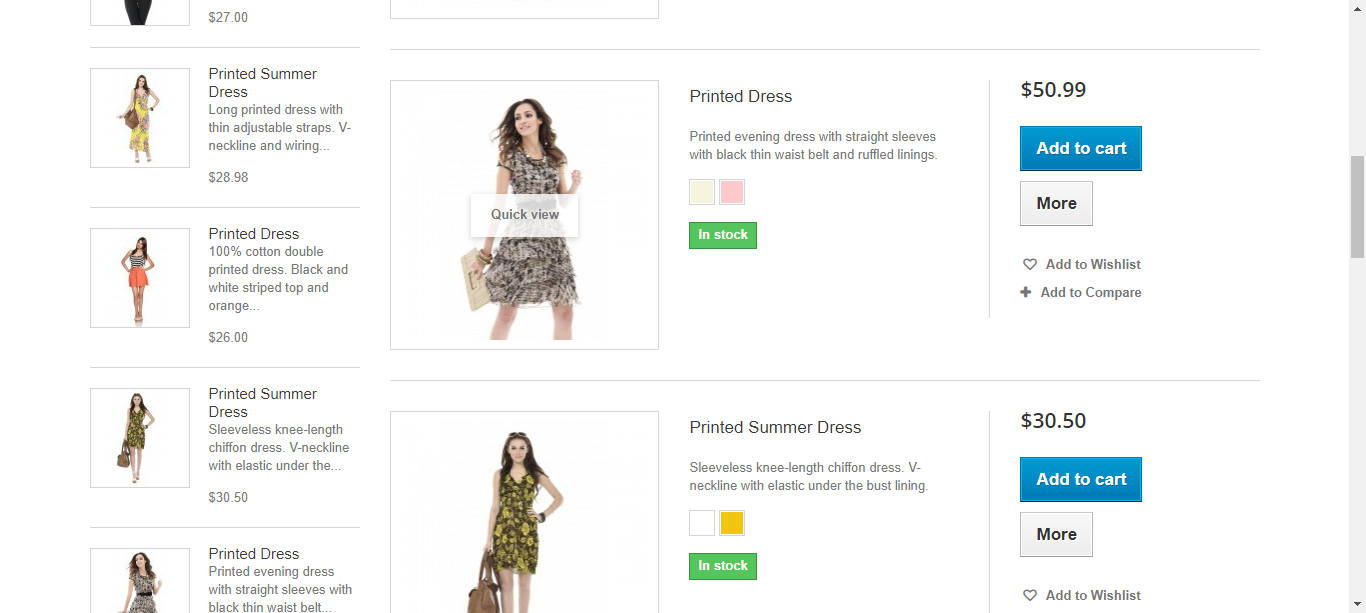 $27.00
Printed Summer
Dress
Long printed dress with
thin adjustable straps. V-
neckline and wiring...
$28.98
Printed Dress
100% cotton double
printed dress. Black and
white striped top and
orange...
$26.00
Printed Summer
Dress
Sleeveless knee-length
chiffon dress. V-neckline
with elastic under the...
$30.50
Printed Dress
Printed evening dress
with straight sleeves with
black thin waist belt...
Quick view
Printed Dress
Printed evening dress with straight sleeves
with black thin waist belt and ruffled linings.
In stock
$50.99
Add to cart
More
Add to Wishlist
Add to Compare
Printed Summer Dress
Sleeveless knee-length chiffon dress. V-
neckline with elastic under the bust lining.
In stock
$30.50
Add to cart
More
Add to Wishlist